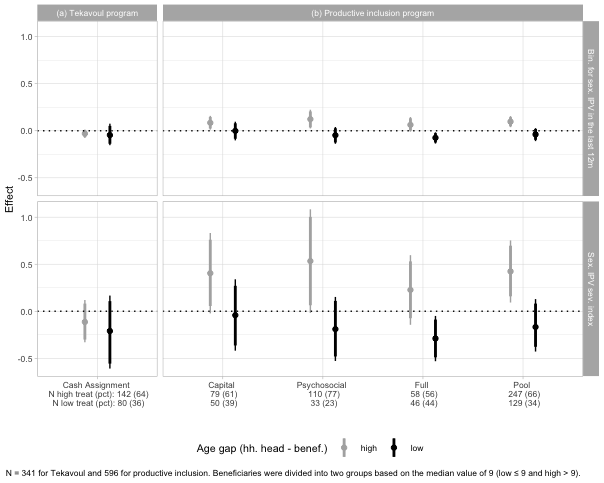 (a) Tekavoul program
(b) Productive inclusion program
1.0
0.5
0.0
-0.5
Bin. for sex. IPV in the last 12m
Effect
1.0
0.5
0.0
-0.5
Sex. IPV sev. index
Cash Assignment
N high treat (pct): 142 (64)
N low treat (pct): 80 (36)
Capital
79 (61)
50 (39)
Psychosocial
110 (77)
33 (23)
Full
58 (56)
46 (44)
Pool
247 (66)
129 (34)
Age gap (hh. head - benef.) high low
N = 341 for Tekavoul and 596 for productive inclusion. Beneficiaries were divided into two groups based on the median value of 9 (low ≤ 9 and high > 9).